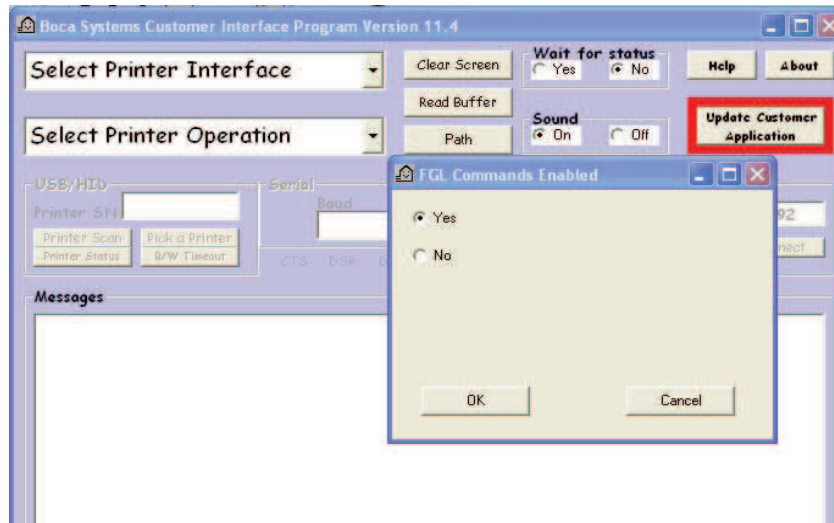 Boca Systems Customer Interface Program Version 11.4
Select Printer Interface
Clear Screen
Wait for status
Yes No
Help About
Read Buffer
Select Printer Operation
Path
Sound
On Off
Update Customer
Application
FGL Commands Enabled
USB/HID
Serial
Printer SN
Baud
Yes
92
Printer Scan Pick a Printer
Printer Status R/W Timeout
CTS DSR
No
Messages
OK Cancel